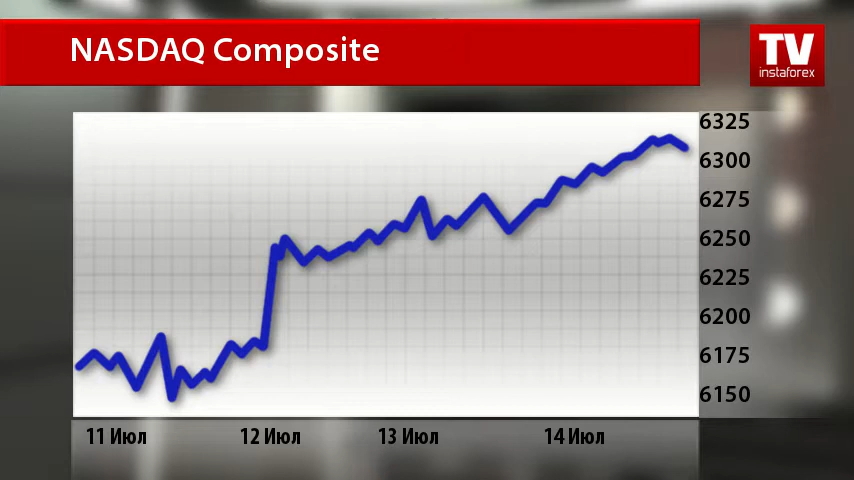 NASDAQ Composite
TV
instaforex
6325
6300
6275
6250
6225
6200
6175
6150
11 Июл
12 Июл
13 Июл
14 Июл